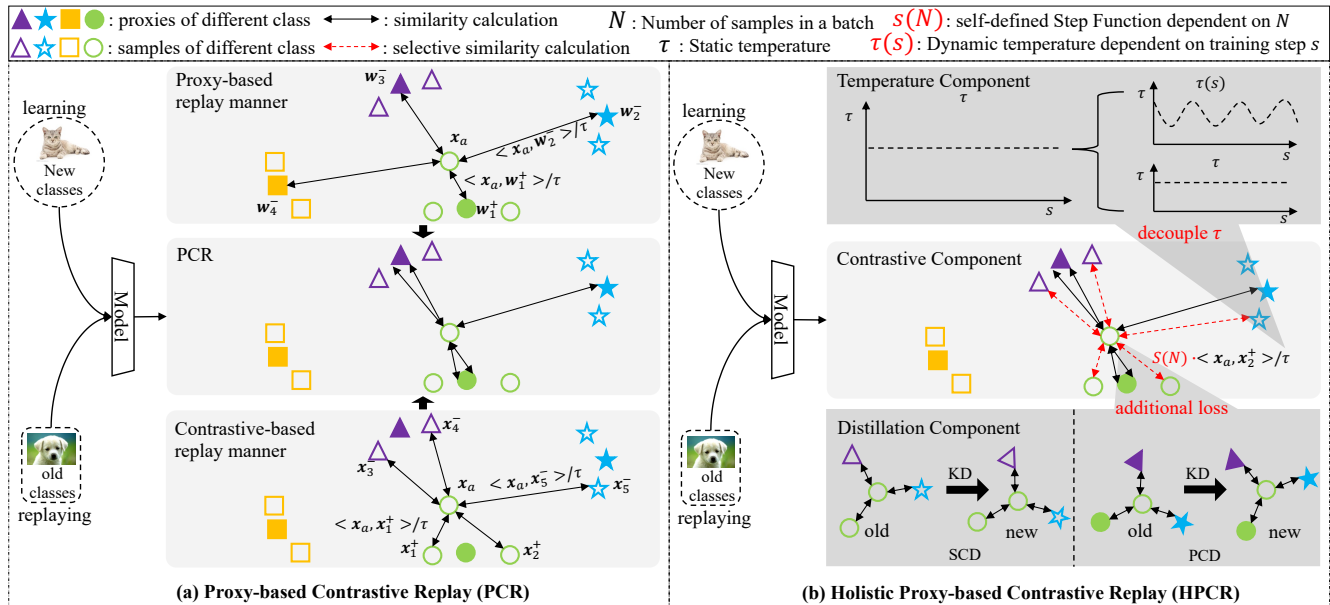 : proxies of different class
: similarity calculation
N : Number of samples in a batch
s(N) : self-defined Step Function dependent on N
: samples of different class
: selective similarity calculation
τ : Static temperature
τ(s) : Dynamic temperature dependent on training step s
learning
New classes
Model
old classes
replaying
Proxy-based replay manner
w₃⁻
w₂⁻
xₐ
< xₐ, w₂⁻ >/τ
< xₐ, w₁⁺ >/τ
w₄⁻
w₁⁺
PCR
Contrastive-based replay manner
x₄⁻
x₃⁻
xₐ
< xₐ, x₅⁻ >/τ
x₅⁻
< xₐ, x₁⁺ >/τ
x₁⁺
x₂⁺
(a) Proxy-based Contrastive Replay (PCR)
learning
New classes
Model
old classes
replaying
Temperature Component
τ
τ
s
τ
τ(s)
s
τ
τ
s
decouple τ
Contrastive Component
S(N) ·< xₐ, x₂⁺ >/τ
additional loss
Distillation Component
KD
old
new
SCD
KD
old
new
PCD
(b) Holistic Proxy-based Contrastive Replay (HPCR)